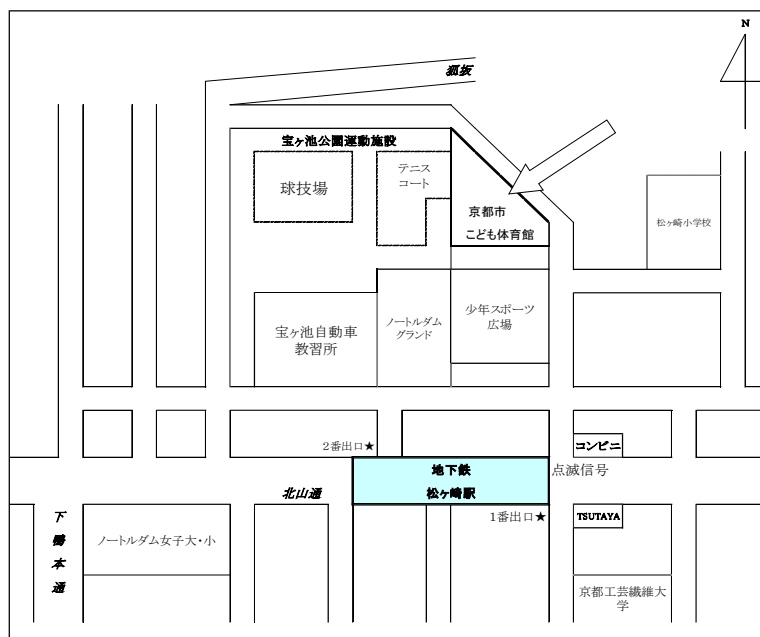 N
狐坂
宝ヶ池公園運動施設
テニス
コート
球技場
京都市
こども体育館
松ヶ崎小学校
少年スポーツ
広場
ノートルダム
グランド
宝ヶ池自動車
教習所
2番出口★
コンビニ
地下鉄
松ヶ崎駅
点滅信号
北山通
1番出口★
TSUTAYA
下鴨本通
ノートルダム女子大・小
京都工芸繊維大
学